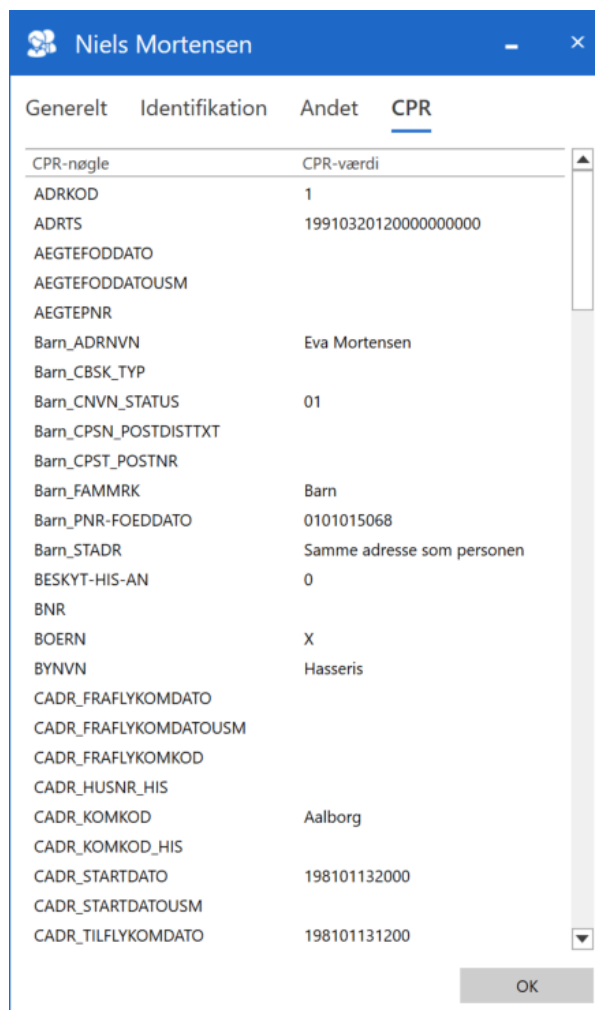 Niels Mortensen
Generelt Identifikation Andet CPR
CPR-nøgle CPR-værdi
ADRKOD 1
ADRTS 19910320120000000000
AEGTEFODDATO
AEGTEFODDATOUSM
AEGTEPNR
Barn_ADRNVN Eva Mortensen
Barn_CBSK_TYP
Barn_CNVN_STATUS 01
Barn_CPSN_POSTDISTTXT
Barn_CPST_POSTNR
Barn_FAMMRK Barn
Barn_PNR-FOEDDATO 0101015068
Barn_STADR Samme adresse som personen
BESKYT-HIS-AN 0
BNR
BOERN X
BYNVN Hasseris
CADR_FRAFLYKOMDATO
CADR_FRAFLYKOMDATOUSM
CADR_FRAFLYKOMKOD
CADR_HUSNR_HIS
CADR_KOMKOD Aalborg
CADR_KOMKOD_HIS
CADR_STARTDATO 198101132000
CADR_STARTDATOUSM
CADR_TILFLYKOMDATO 198101131200
OK